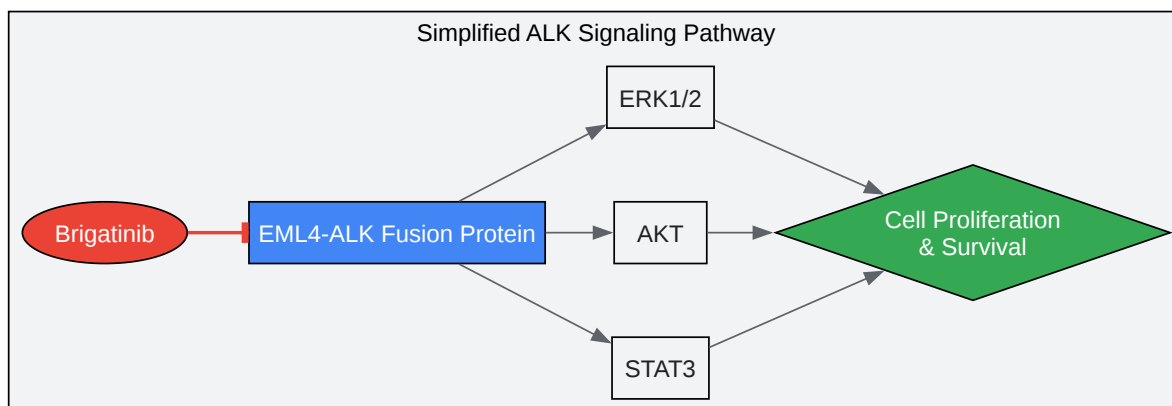 Simplified ALK Signaling Pathway
ERK1/2
Brigatinib
EML4-ALK Fusion Protein
AKT
Cell Proliferation
& Survival
STAT3